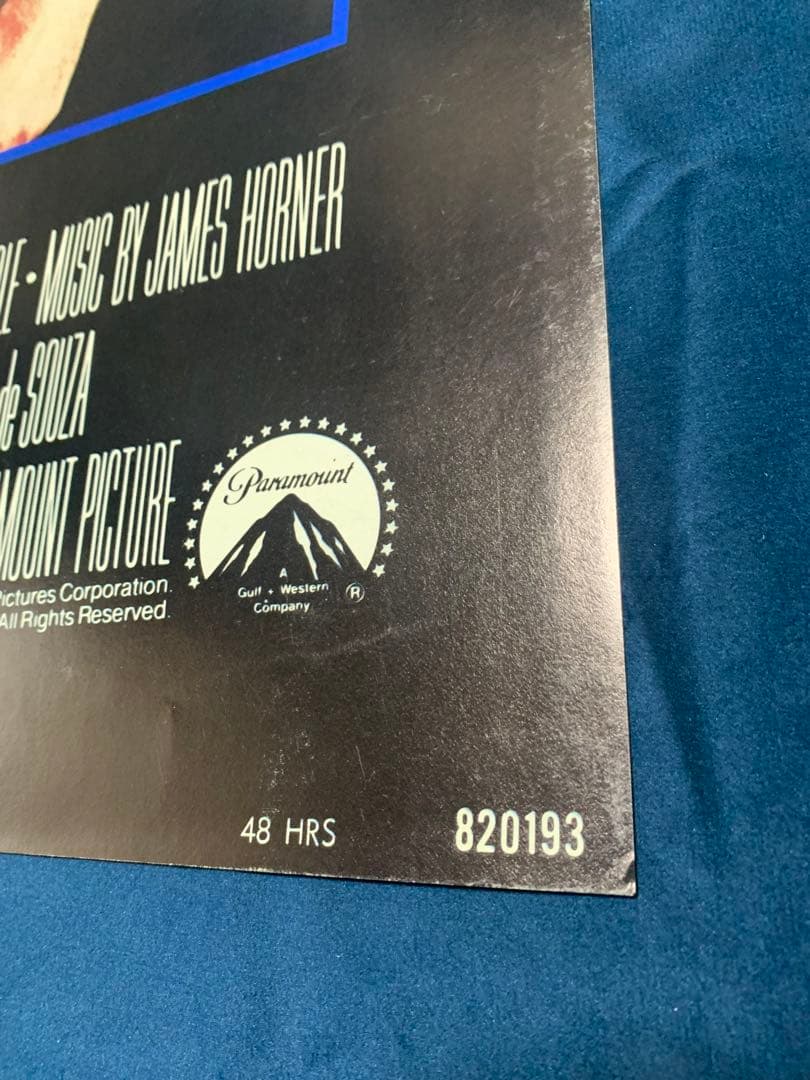 · MUSIC BY JAMES HORNER
de SOUZA
PICTURE
Paramount
A
Gulf + Western
Company
®
Pictures Corporation.
All Rights Reserved.
48 HRS
820193